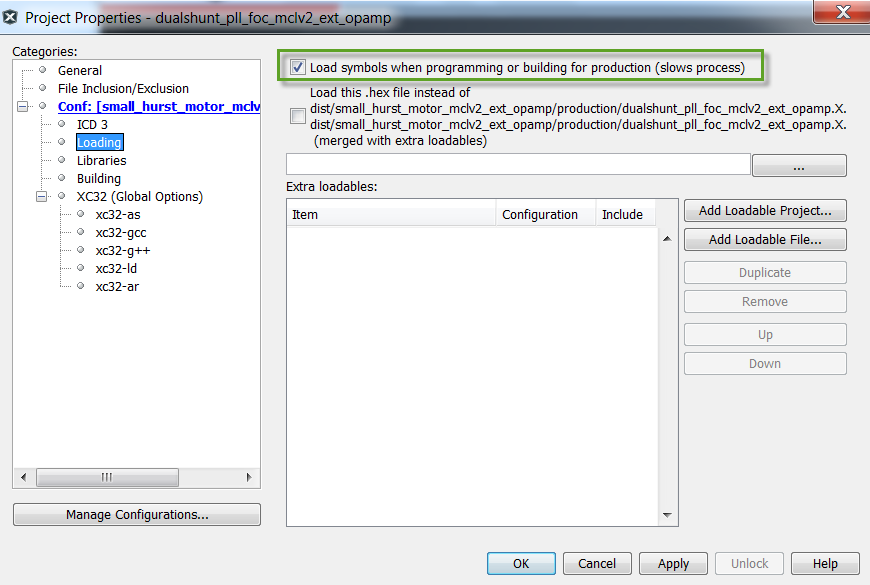 Project Properties - dualshunt_pll_foc_mclv2_ext_opamp
Categories:
General
File Inclusion/Exclusion
Conf: [small_hurst_motor_mclv
ICD 3
Loading
Libraries
Building
XC32 (Global Options)
xc32-as
xc32-gcc
xc32-g++
xc32-ld
xc32-ar
Manage Configurations...
Load symbols when programming or building for production (slows process)
Load this .hex file instead of
dist/small_hurst_motor_mclv2_ext_opamp/production/dualshunt_pll_foc_mclv2_ext_opamp.X.
dist/small_hurst_motor_mclv2_ext_opamp/production/dualshunt_pll_foc_mclv2_ext_opamp.X.
(merged with extra loadables)
...
Extra loadables:
Item Configuration Include
Add Loadable Project...
Add Loadable File...
Duplicate
Remove
Up
Down
OK Cancel Apply Unlock Help